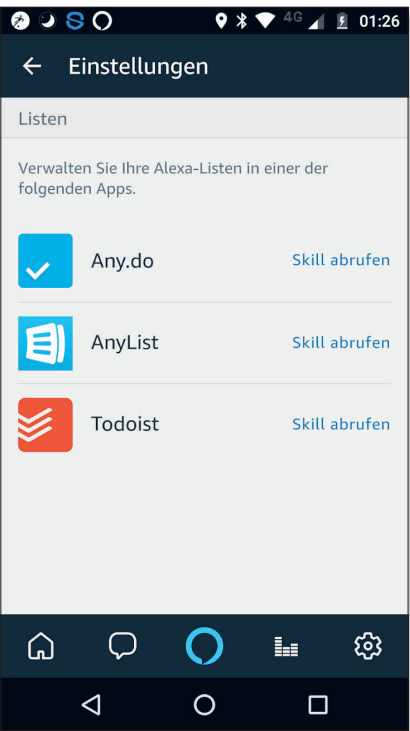 4G 01:26
Einstellungen
Listen
Verwalten Sie Ihre Alexa-Listen in einer der
folgenden Apps.
Any.do Skill abrufen
AnyList Skill abrufen
Todoist Skill abrufen